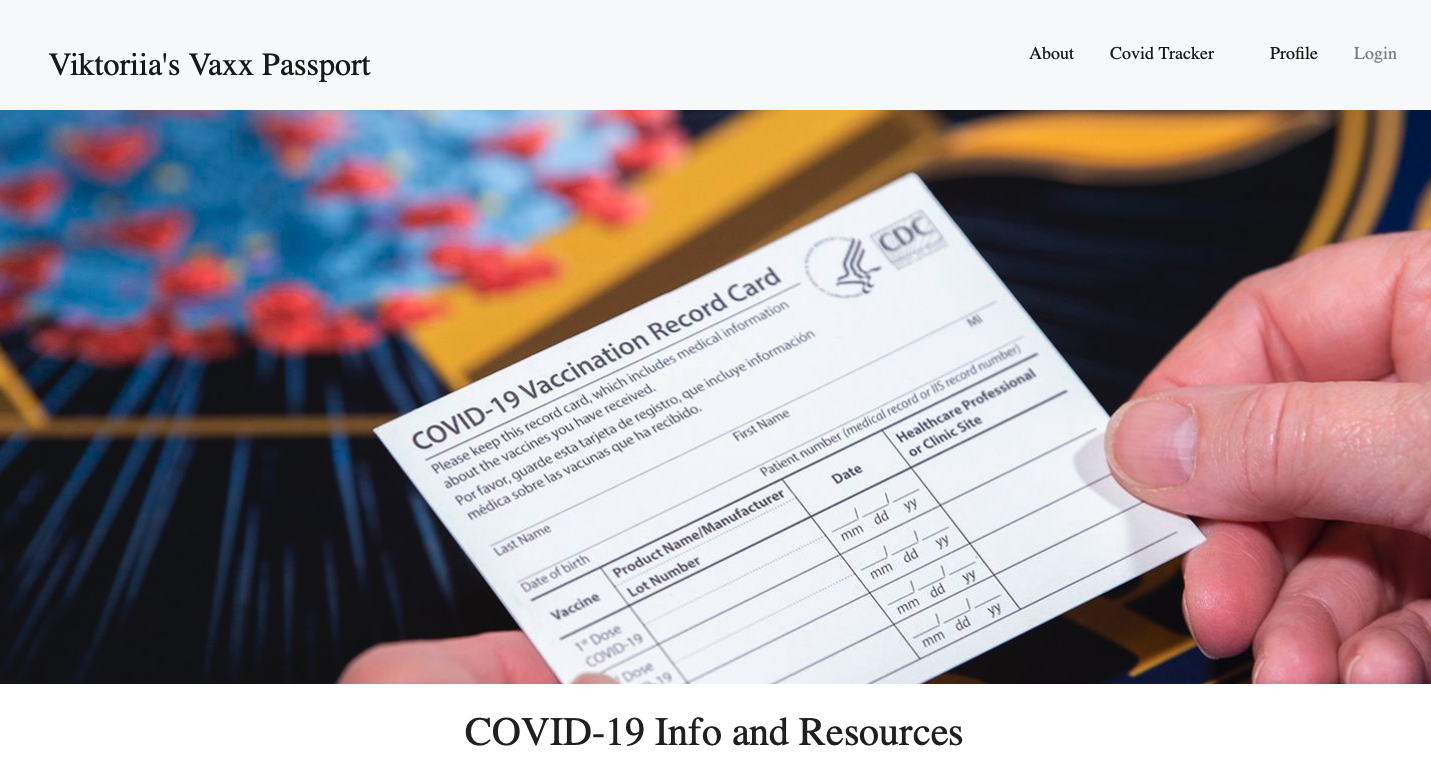 Viktoriia's Vaxx Passport
About Covid Tracker Profile Login
CDC
COVID-19 Vaccination Record Card
Please keep this record card, which includes medical information
about the vaccines you have received.
Por favor, guarde esta tarjeta de registro, que incluye información
médica sobre las vacunas que ha recibido.
Last Name First Name MI
Date of birth Patient number (medical record or IIS record number)
Vaccine Product Name/Manufacturer Date Healthcare Professional
Lot Number or Clinic Site
1st Dose
COVID-19
mm dd yy
Dose
mm dd yy
mm dd yy
mm dd yy
COVID-19 Info and Resources